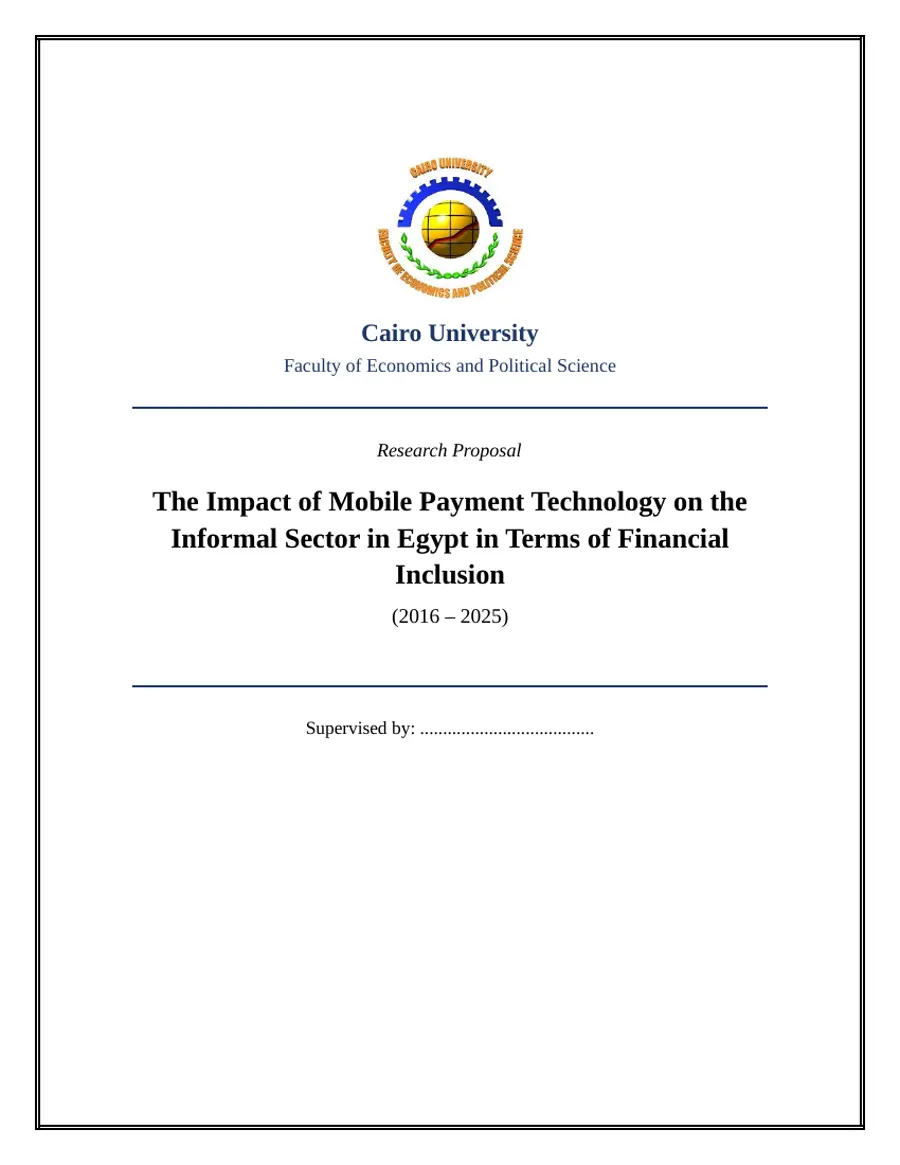 CAIRO UNIVERSITY
FACULTY OF ECONOMICS AND POLITICAL SCIENCE
Cairo University
Faculty of Economics and Political Science
Research Proposal
The Impact of Mobile Payment Technology on the
Informal Sector in Egypt in Terms of Financial
Inclusion
(2016 – 2025)
Supervised by: ......................................